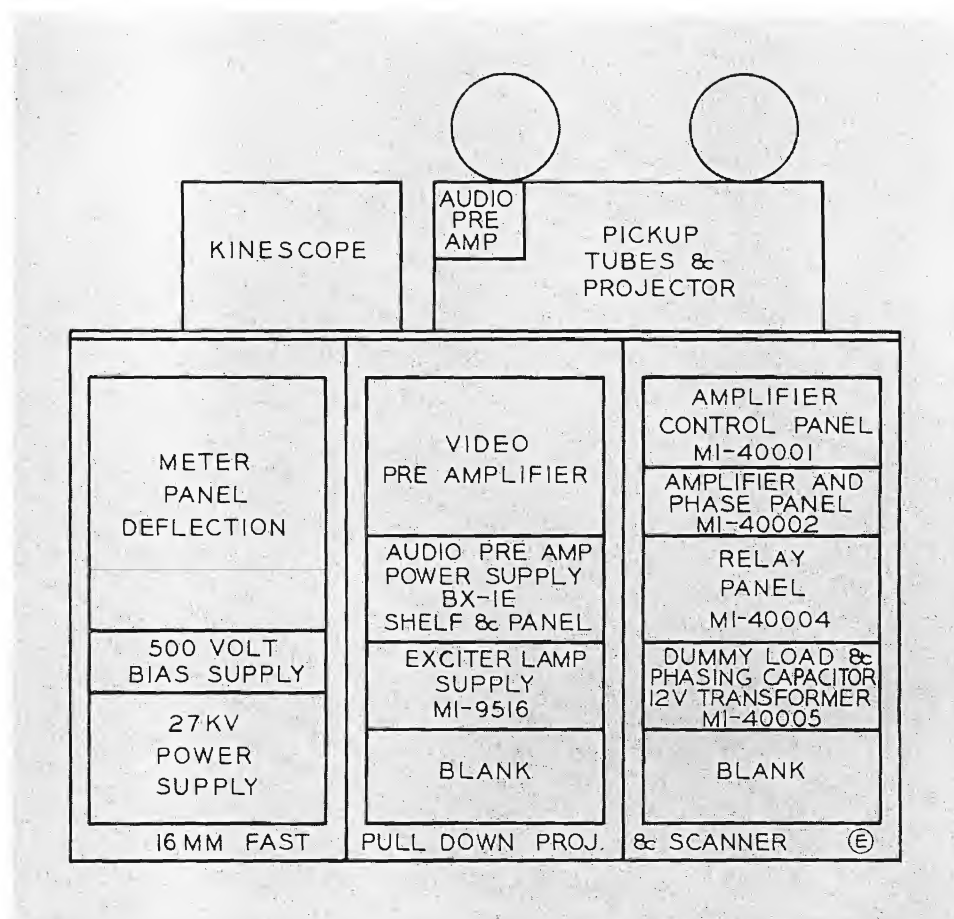 KINESCOPE
AUDIO
PRE
AMP
PICKUP
TUBES &
PROJECTOR
METER
PANEL
DEFLECTION
500 VOLT
BIAS SUPPLY
27KV
POWER
SUPPLY
VIDEO
PRE AMPLIFIER
AUDIO PRE AMP
POWER SUPPLY
BX-1E
SHELF & PANEL
EXCITER LAMP
SUPPLY
MI-9516
BLANK
AMPLIFIER
CONTROL PANEL
MI-40001
AMPLIFIER AND
PHASE PANEL
MI-40002
RELAY
PANEL
MI-40004
DUMMY LOAD &
PHASING CAPACITOR
12V TRANSFORMER
MI-40005
BLANK
16MM FAST PULL DOWN PROJ. & SCANNER E